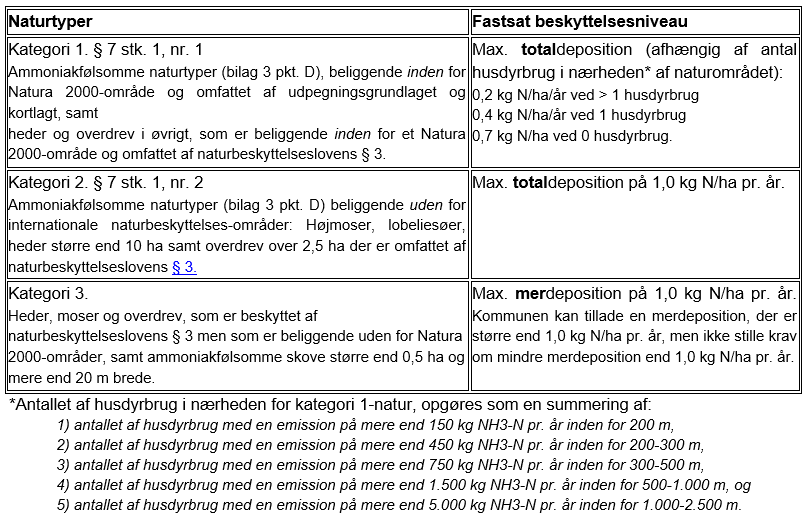 Naturtyper
Fastsat beskyttelsesniveau
Kategori 1. § 7 stk. 1, nr. 1
Ammoniakfølsomme naturtyper (bilag 3 pkt. D), beliggende inden for
Natura 2000-område og omfattet af udpegningsgrundlaget og
kortlagt, samt
heder og overdrev i øvrigt, som er beliggende inden for et Natura
2000-område og omfattet af naturbeskyttelseslovens § 3.
Max. totaldeposition (afhængig af antal
husdyrbrug i nærheden* af naturområdet):
0,2 kg N/ha/år ved > 1 husdyrbrug
0,4 kg N/ha/år ved 1 husdyrbrug
0,7 kg N/ha ved 0 husdyrbrug.
Kategori 2. § 7 stk. 1, nr. 2
Ammoniakfølsomme naturtyper (bilag 3 pkt. D) beliggende uden for
internationale naturbeskyttelses-områder: Højmoser, lobeliesøer,
heder større end 10 ha samt overdrev over 2,5 ha der er omfattet af
naturbeskyttelseslovens § 3.
Max. totaldeposition på 1,0 kg N/ha pr. år.
Kategori 3.
Heder, moser og overdrev, som er beskyttet af
naturbeskyttelseslovens § 3 men som er beliggende uden for Natura
2000-områder, samt ammoniakfølsomme skove større end 0,5 ha og
mere end 20 m brede.
Max. merdeposition på 1,0 kg N/ha pr. år.
Kommunen kan tillade en merdeposition, der er
større end 1,0 kg N/ha pr. år, men ikke stille krav
om mindre merdeposition end 1,0 kg N/ha pr. år.
*Antallet af husdyrbrug i nærheden for kategori 1-natur, opgøres som en summering af:
1) antallet af husdyrbrug med en emission på mere end 150 kg NH3-N pr. år inden for 200 m,
2) antallet af husdyrbrug med en emission på mere end 450 kg NH3-N pr. år inden for 200-300 m,
3) antallet af husdyrbrug med en emission på mere end 750 kg NH3-N pr. år inden for 300-500 m,
4) antallet af husdyrbrug med en emission på mere end 1.500 kg NH3-N pr. år inden for 500-1.000 m, og
5) antallet af husdyrbrug med en emission på mere end 5.000 kg NH3-N pr. år inden for 1.000-2.500 m.